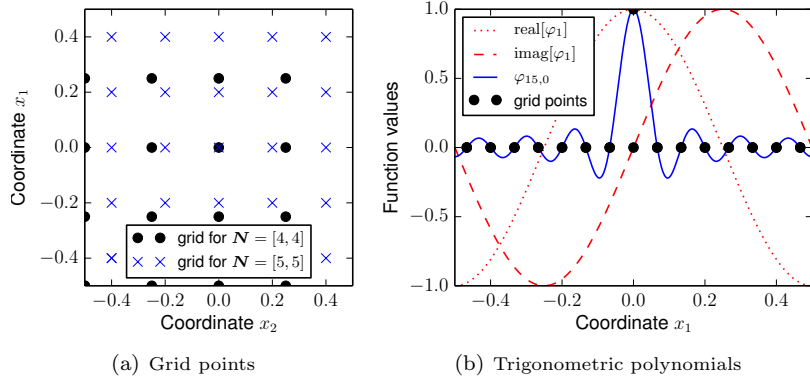 0.4
0.2
0.0
−0.2
−0.4
Coordinate x₁
grid for N = [4, 4]
grid for N = [5, 5]
−0.4 −0.2 0.0 0.2 0.4
Coordinate x₂
(a) Grid points
1.0
0.5
0.0
−0.5
−1.0
Function values
real[φ₁]
imag[φ₁]
φ₁₅,₀
grid points
−0.4 −0.2 0.0 0.2 0.4
Coordinate x₁
(b) Trigonometric polynomials